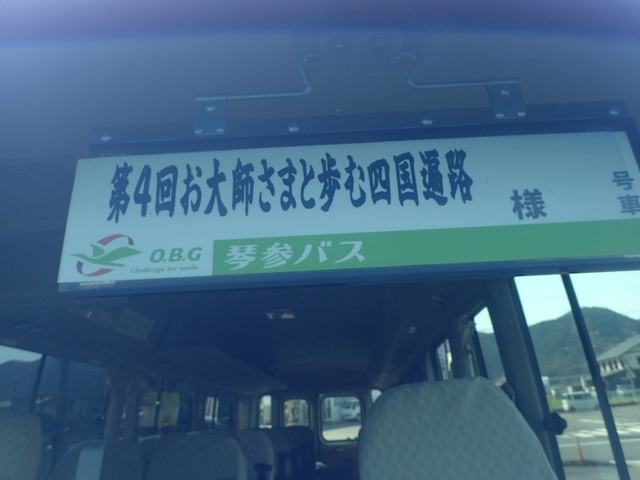 第4回お大師さまと歩む四国遍路
様
号
車
O.B.G
Challenge for smile
琴参バス